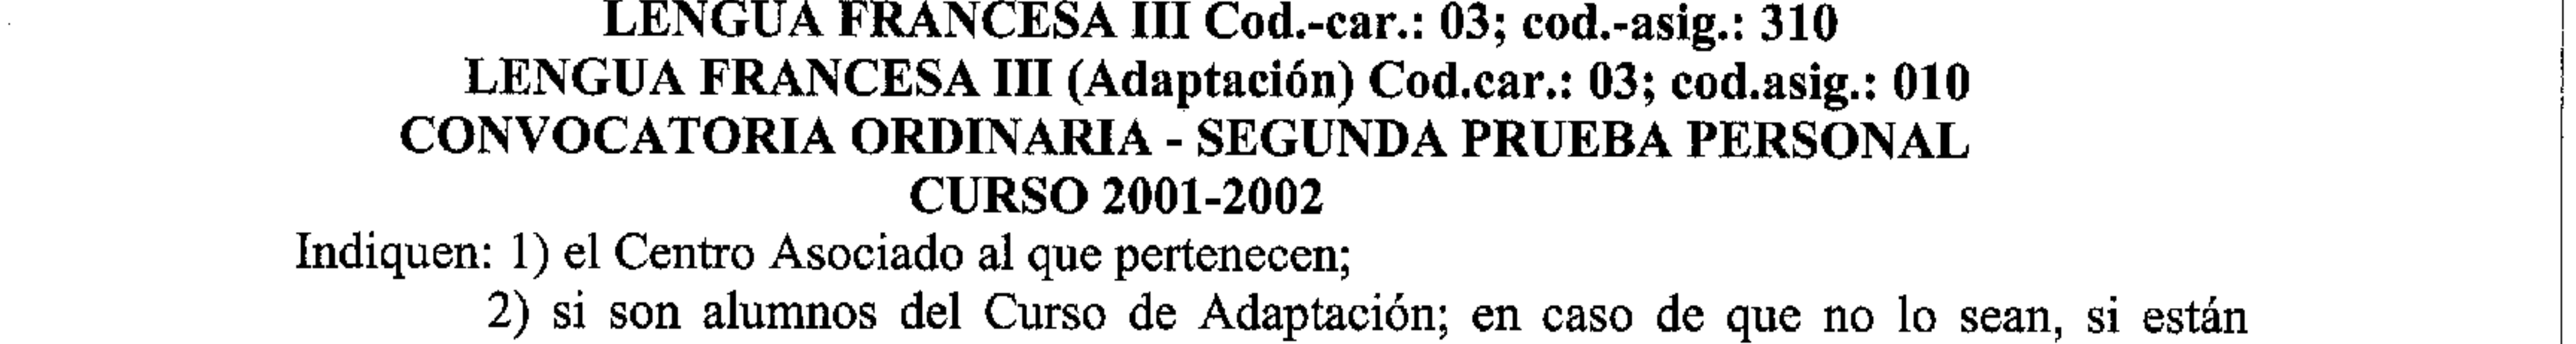 LENGUA FRANCESA III Cod.-car.: 03; cod.-asig.: 310
LENGUA FRANCESA III (Adaptación) Cod.car.: 03; cod.asig.: 010
CONVOCATORIA ORDINARIA - SEGUNDA PRUEBA PERSONAL
CURSO 2001-2002
Indiquen: 1) el Centro Asociado al que pertenecen;
2) si son alumnos del Curso de Adaptación; en caso de que no lo sean, si están